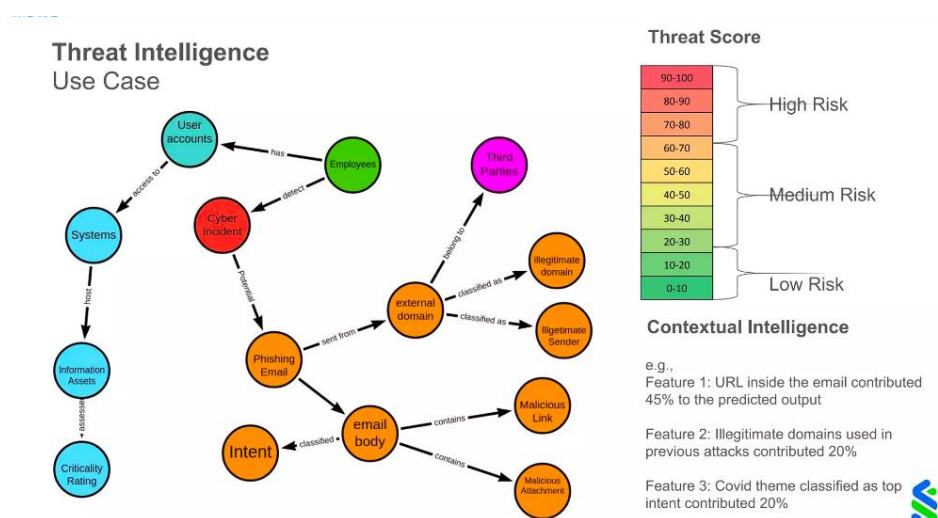 Threat Intelligence
Use Case
User
accounts
has
Employees
access to
detect
Systems
Cyber
Incident
Third
Parties
host
Potential
belong to
illegitimate
domain
external
domain
classified as
classified as
Illgetimate
Sender
sent from
Information
Assets
Phishing
Email
assesse
Criticality
Rating
Intent
classified
email
body
contains
Malicious
Link
contains
Malicious
Attachment
Threat Score
90-100
80-90
70-80
60-70
50-60
40-50
30-40
20-30
10-20
0-10
High Risk
Medium Risk
Low Risk
Contextual Intelligence
e.g.,
Feature 1: URL inside the email contributed
45% to the predicted output
Feature 2: Illegitimate domains used in
previous attacks contributed 20%
Feature 3: Covid theme classified as top
intent contributed 20%